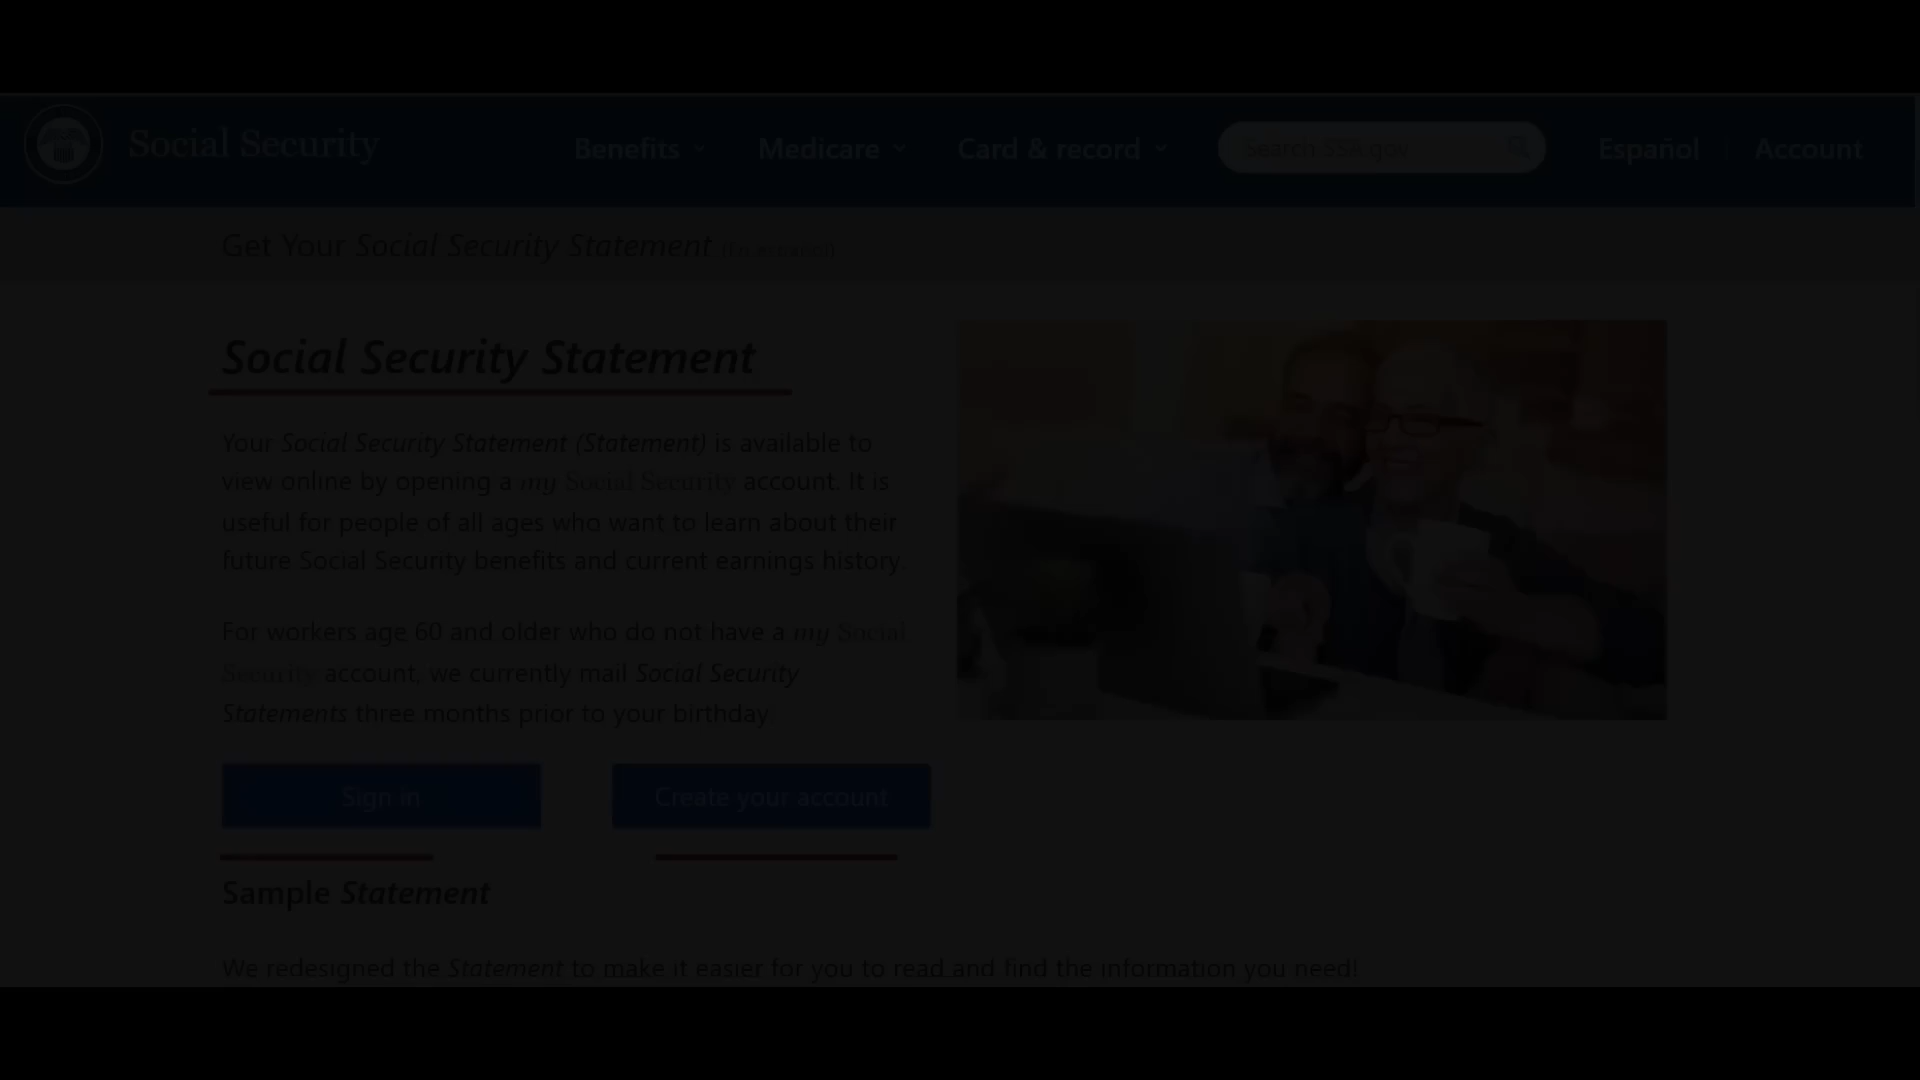 Social Security
Benefits
Medicare
Card & record
Search SSA.gov
Español
Account
Get Your Social Security Statement
Social Security Statement
Your Social Security Statement (Statement) is available to
view online by opening a my Social Security account. It is
useful for people of all ages who want to learn about their
future Social Security benefits and current earnings history
For workers age 60 and older who do not have a my Social
Security account, we currently mail Social Security
Statements three months prior to your birthday.
Sign in
Create your account
Sample Statement
We redesigned the Statement to make it easier for you to read and find the information you need!